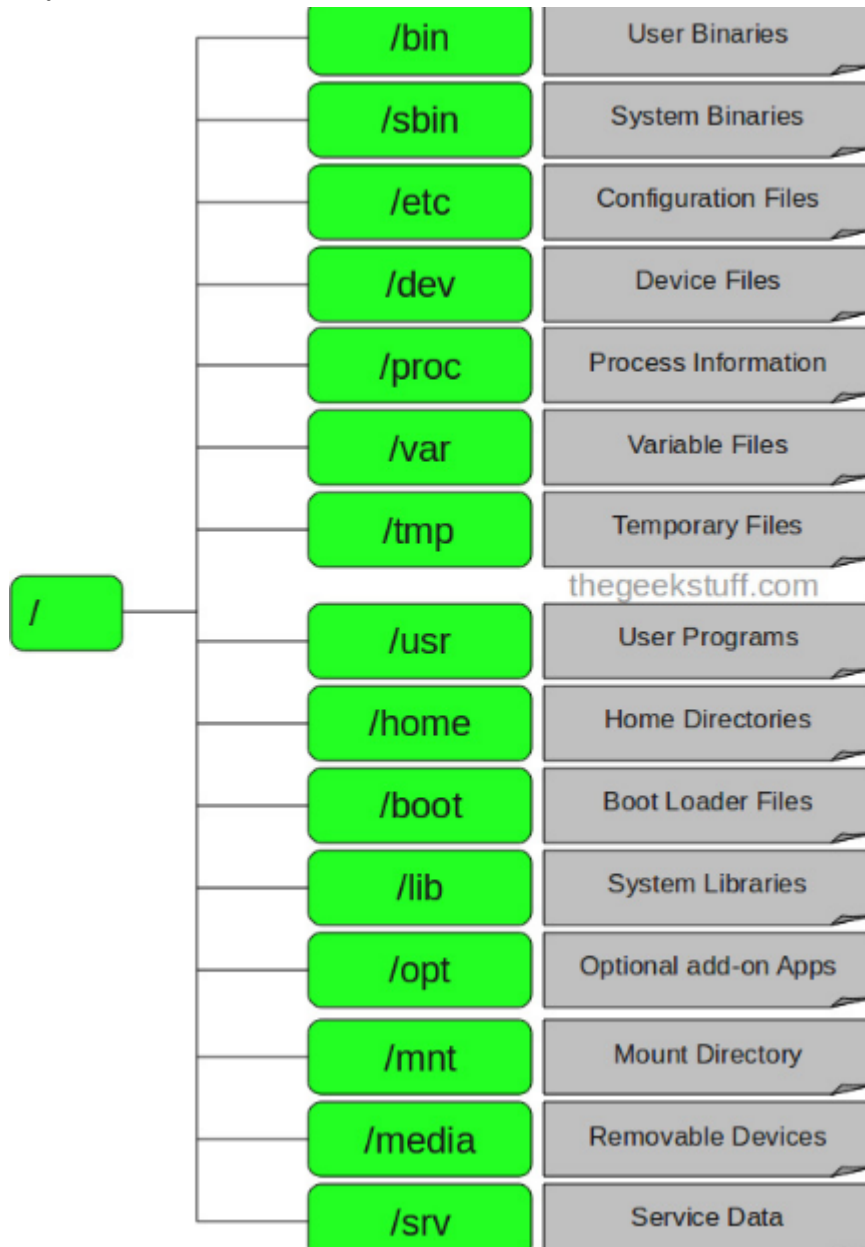 /bin User Binaries
/sbin System Binaries
/etc Configuration Files
/dev Device Files
/proc Process Information
/var Variable Files
/tmp Temporary Files
thegeekstuff.com
/
/usr User Programs
/home Home Directories
/boot Boot Loader Files
/lib System Libraries
/opt Optional add-on Apps
/mnt Mount Directory
/media Removable Devices
/srv Service Data